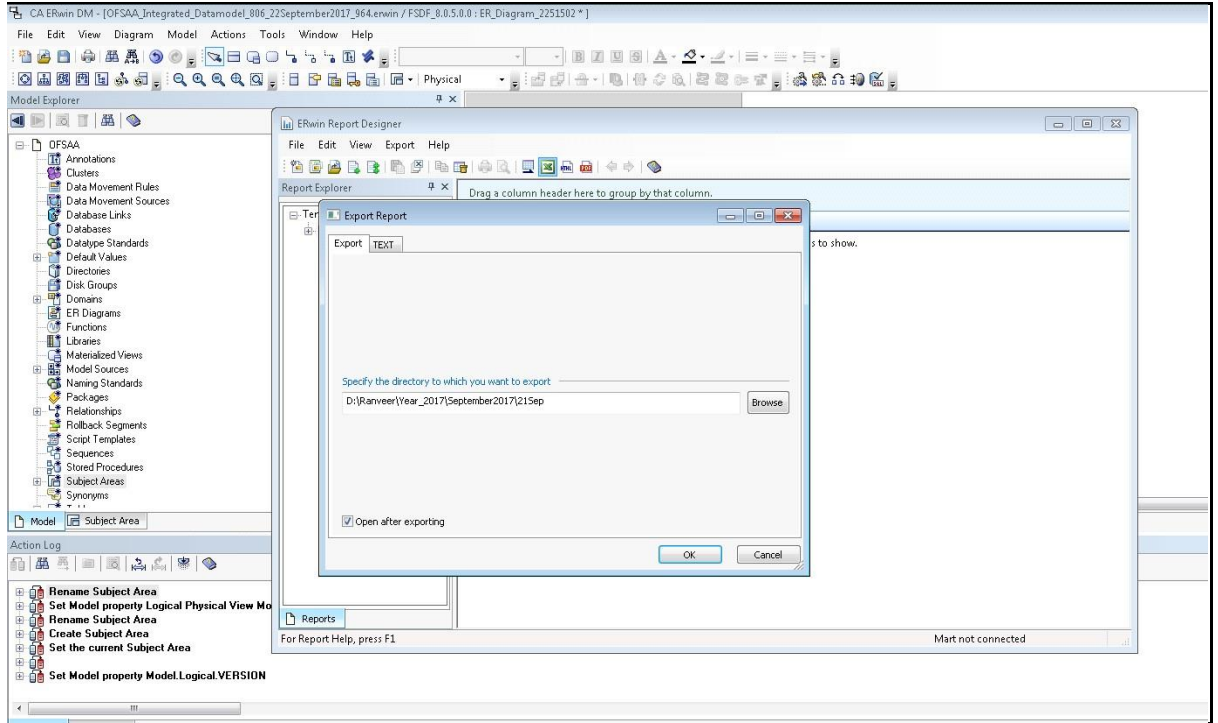 CA ERwin DM - [OFSAA_Integrated_Datamodel_806_22September2017_964.erwin / FSDF_8.0.5.0.0 : ER_Diagram_2251502 * ]
File Edit View Diagram Model Actions Tools Window Help
Physical
Model Explorer
OFSAA
Annotations
Clusters
Data Movement Rules
Data Movement Sources
Database Links
Databases
Datatype Standards
Default Values
Directories
Disk Groups
Domains
ER Diagrams
Functions
Libraries
Materialized Views
Model Sources
Naming Standards
Packages
Relationships
Rollback Segments
Script Templates
Sequences
Stored Procedures
Subject Areas
Synonyms
Model Subject Area
ERwin Report Designer
File Edit View Export Help
Report Explorer
Drag a column header here to group by that column.
Ter
s to show.
Export Report
Export TEXT
Specify the directory to which you want to export
D:\Ranveer\Year_2017\September2017\21Sep
Browse
Open after exporting
OK Cancel
Reports
For Report Help, press F1
Mart not connected
Action Log
Rename Subject Area
Set Model property Logical Physical View Mo
Rename Subject Area
Create Subject Area
Set the current Subject Area
Set Model property Model.Logical.VERSION